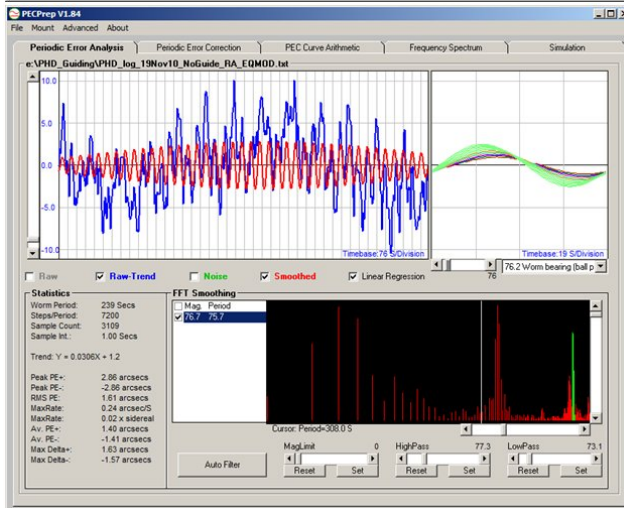 PECPrep V1.84
File Mount Advanced About
Periodic Error Analysis Periodic Error Correction PEC Curve Arithmetic Frequency Spectrum Simulation
e:\PHD_Guiding\PHD_log_19Nov10_NoGuide_RA_EQMOD.txt
10.0
5.0
0.0
-5.0
-10.0
Timebase:76 S/Division
Timebase:19 S/Division
76
76.2 Worm bearing (ball p
Raw Raw-Trend Noise Smoothed Linear Regression
Statistics
Worm Period: 239 Secs
Steps/Period: 7200
Sample Count: 3109
Sample Int.: 1.00 Secs
Trend: Y = 0.0306X + 1.2
Peak PE+: 2.86 arcsecs
Peak PE-: -2.86 arcsecs
RMS PE: 1.61 arcsecs
MaxRate: 0.24 arcsec/S
MaxRate: 0.02 x sidereal
Av. PE+: 1.40 arcsecs
Av. PE-: -1.41 arcsecs
Max Delta+: 1.63 arcsecs
Max Delta-: -1.57 arcsecs
FFT Smoothing
Mag. Period
76.7 75.7
Cursor: Period=308.0 S
Auto Filter
MagLimit 0
Reset Set
HighPass 77.3
Reset Set
LowPass 73.1
Reset Set